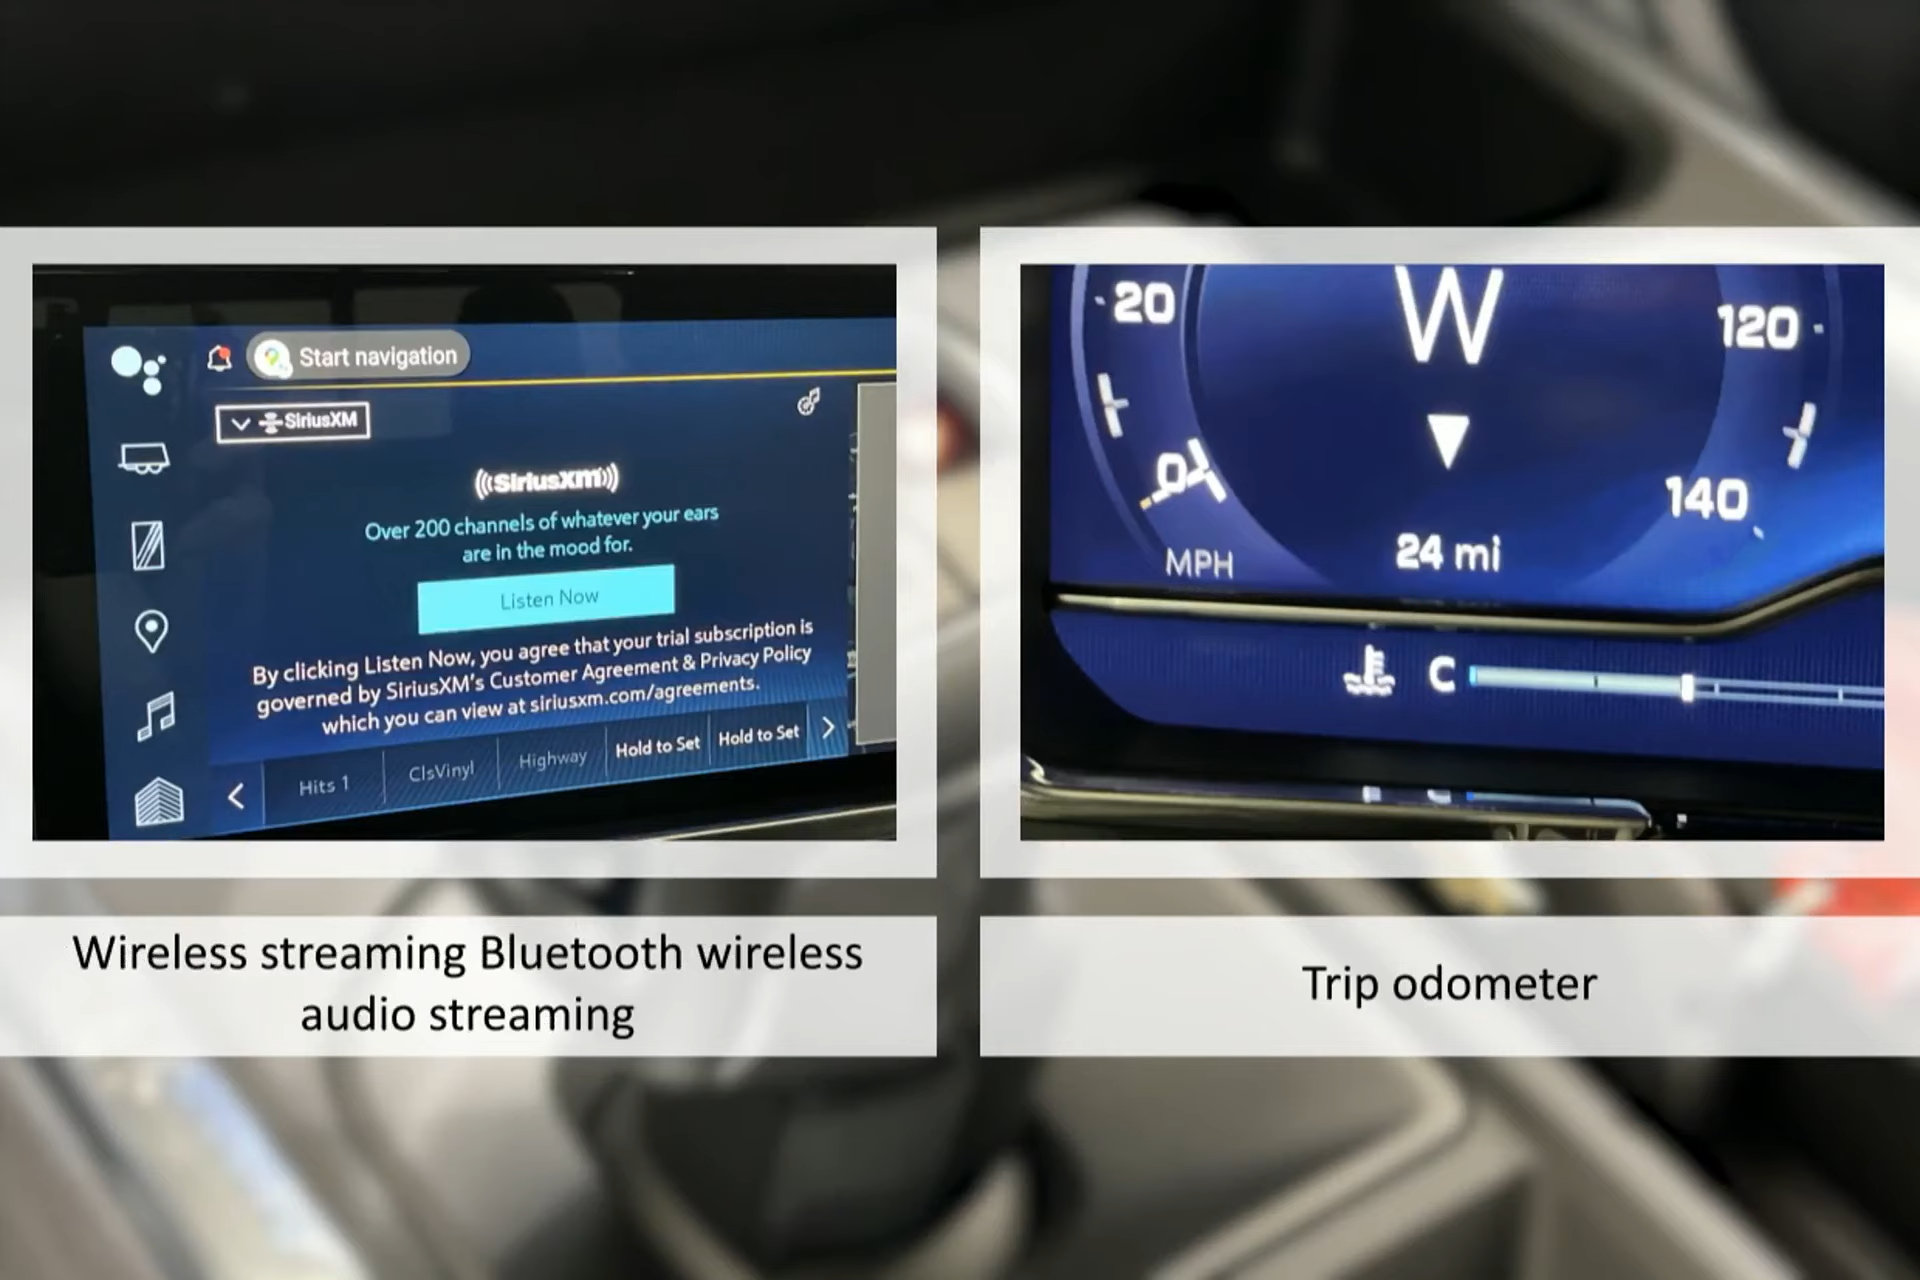 Start navigation
SiriusXM
((SiriusXM))
Over 200 channels of whatever your ears
are in the mood for.
Listen Now
By clicking Listen Now, you agree that your trial subscription is
governed by SiriusXM's Customer Agreement & Privacy Policy
which you can view at siriusxm.com/agreements.
Hits 1 ClsVinyl Highway Hold to Set Hold to Set
Wireless streaming Bluetooth wireless
audio streaming
W
20 120
0 140
MPH 24 mi
C
Trip odometer